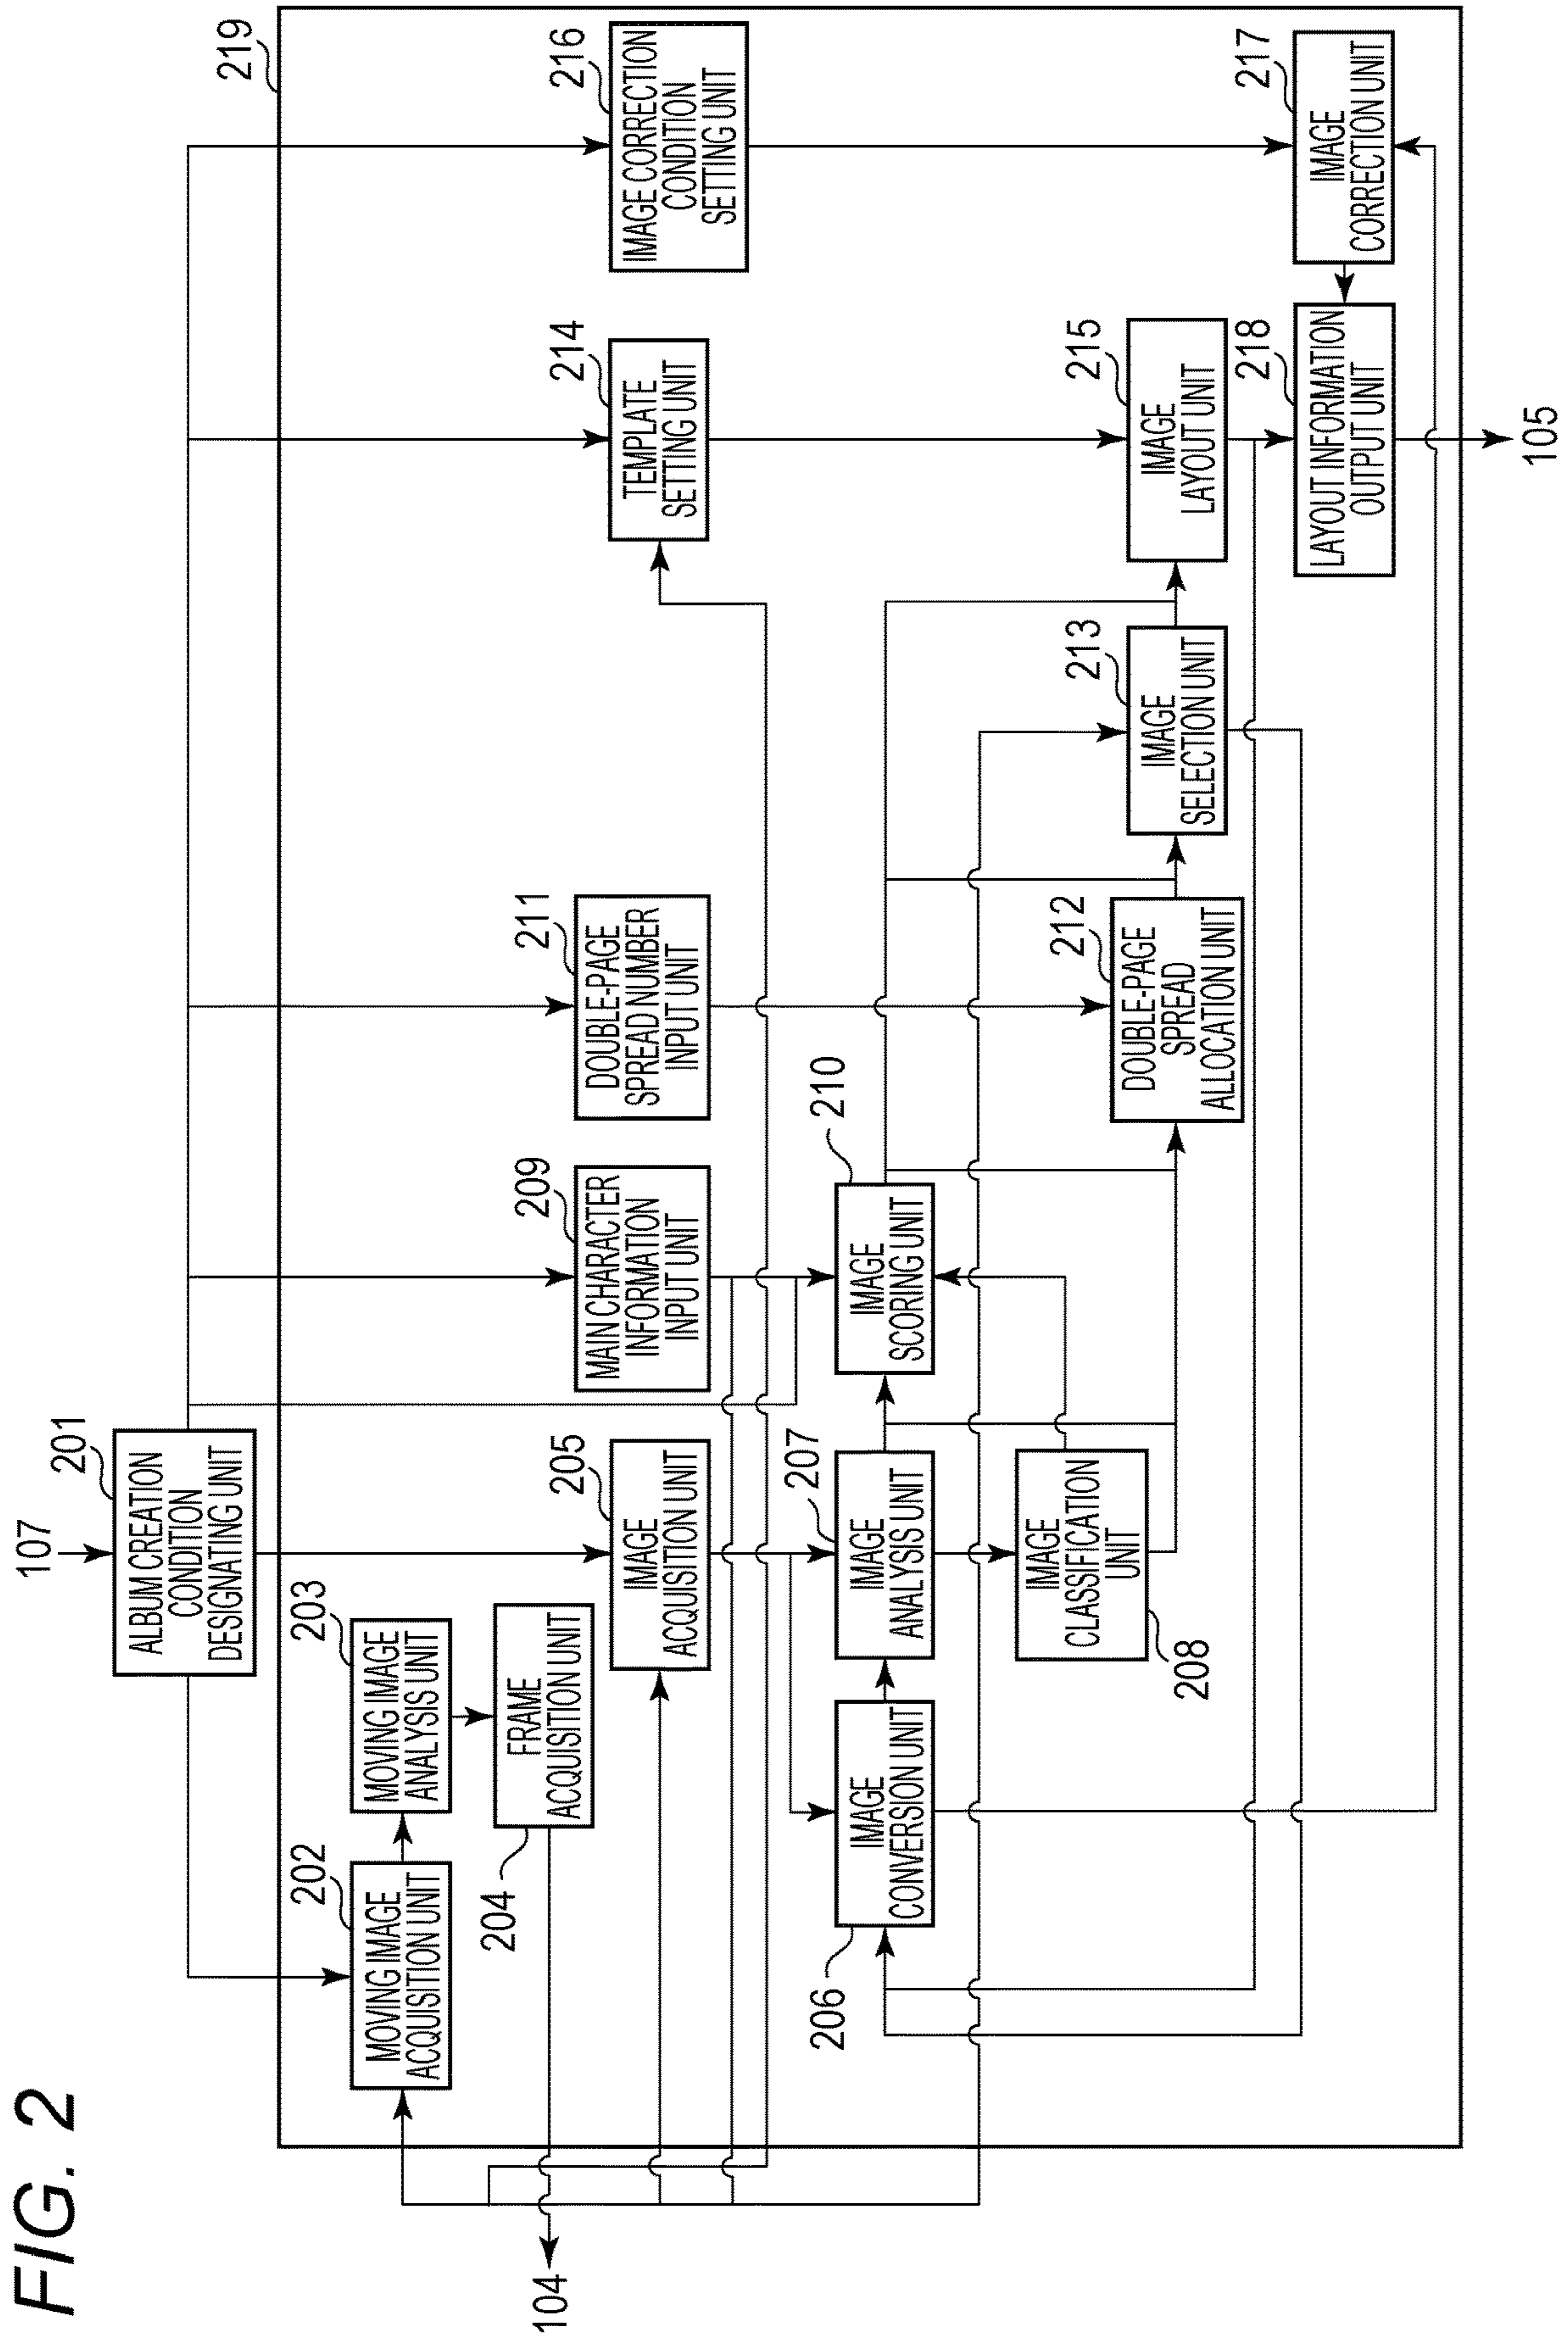 FIG. 2
107
201
ALBUM CREATION
CONDITION
DESIGNATING UNIT
219
202
MOVING IMAGE
ACQUISITION UNIT
203
MOVING IMAGE
ANALYSIS UNIT
204
FRAME
ACQUISITION UNIT
104
205
IMAGE
ACQUISITION UNIT
209
MAIN CHARACTER
INFORMATION
INPUT UNIT
211
DOUBLE-PAGE
SPREAD NUMBER
INPUT UNIT
214
TEMPLATE
SETTING UNIT
216
IMAGE CORRECTION
CONDITION
SETTING UNIT
206
IMAGE
CONVERSION UNIT
207
IMAGE
ANALYSIS UNIT
210
IMAGE
SCORING UNIT
208
IMAGE
CLASSIFICATION
UNIT
212
DOUBLE-PAGE
SPREAD
ALLOCATION UNIT
213
IMAGE
SELECTION UNIT
215
IMAGE
LAYOUT UNIT
218
LAYOUT INFORMATION
OUTPUT UNIT
217
IMAGE
CORRECTION UNIT
105